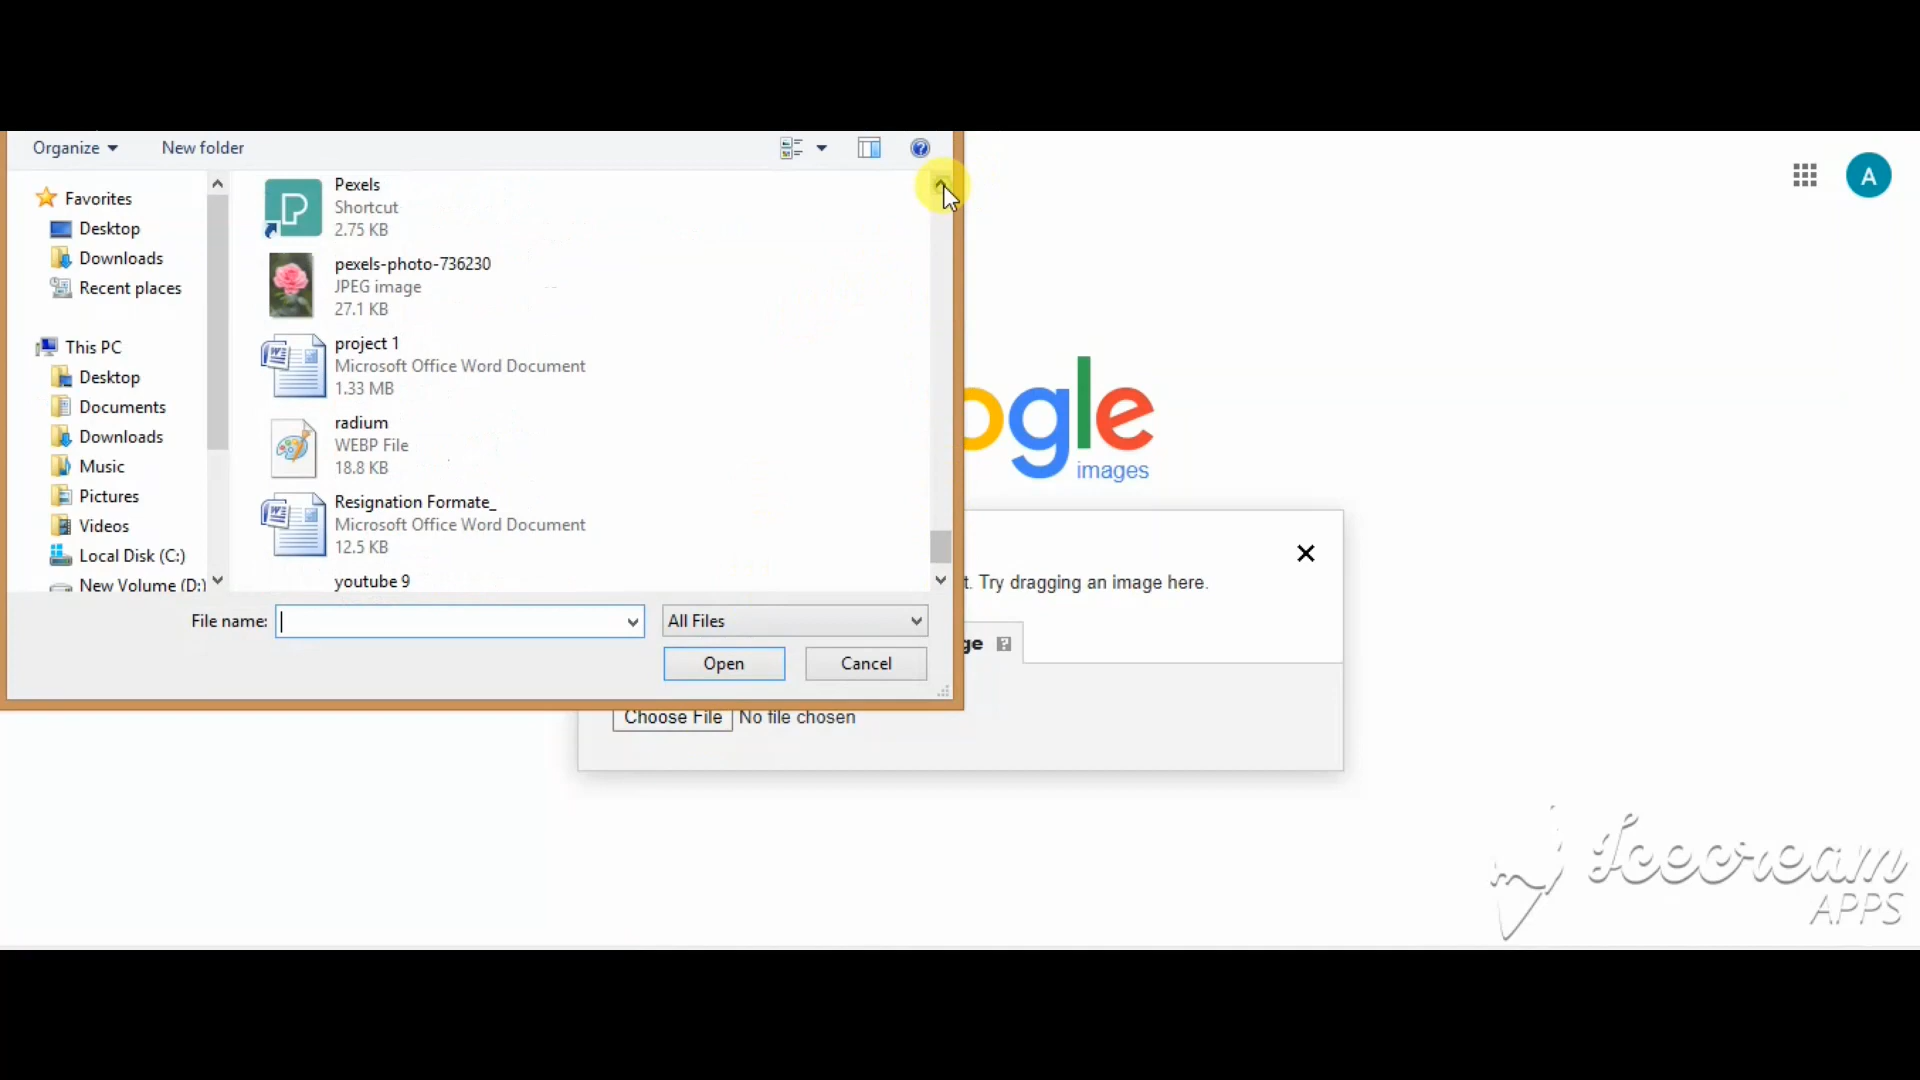 Organize
New folder
Favorites
Desktop
Downloads
Recent places
This PC
Desktop
Documents
Downloads
Music
Pictures
Videos
Local Disk (C:)
New Volume (D:)
Pexels
Shortcut
2.75 KB
pexels-photo-736230
JPEG image
27.1 KB
project 1
Microsoft Office Word Document
1.33 MB
radium
WEBP File
18.8 KB
Resignation Formate_
Microsoft Office Word Document
12.5 KB
youtube 9
File name:
All Files
Open
Cancel
A
ogle
images
t. Try dragging an image here.
ge
Choose File No file chosen
Icecream
APPS